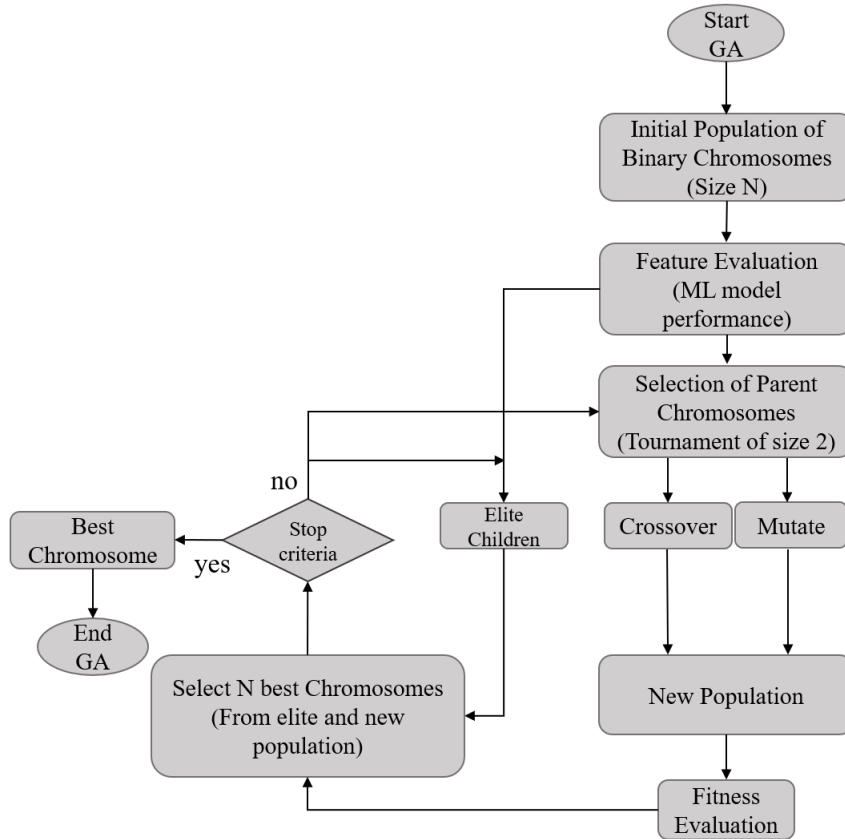 Start
GA
Initial Population of
Binary Chromosomes
(Size N)
Feature Evaluation
(ML model
performance)
Selection of Parent
Chromosomes
(Tournament of size 2)
no
Elite
Children
Crossover
Mutate
Best
Chromosome
yes
Stop
criteria
End
GA
Select N best Chromosomes
(From elite and new
population)
New Population
Fitness
Evaluation